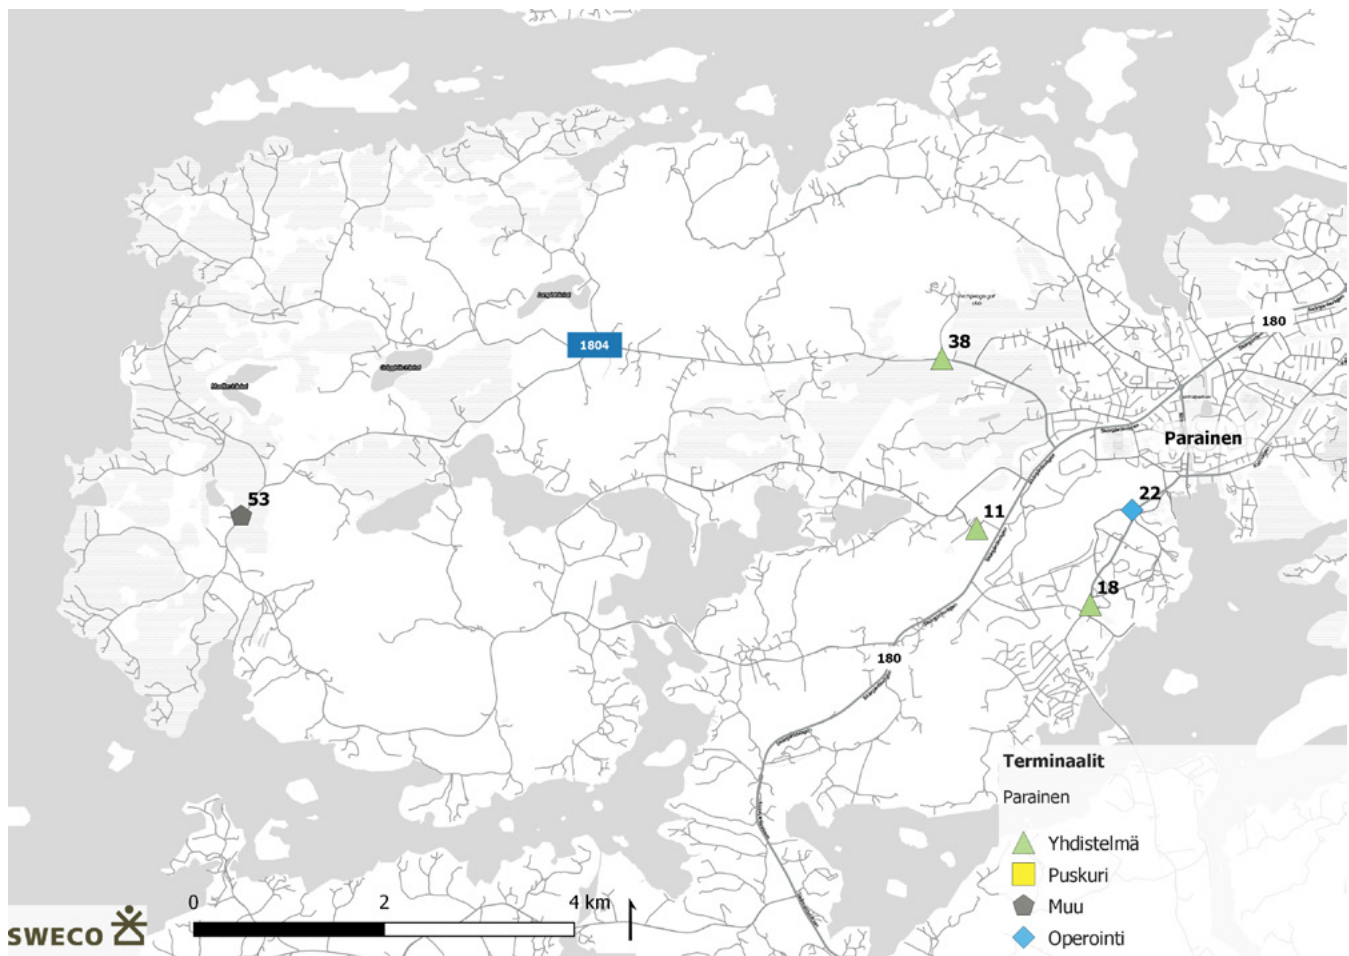 180
1804
38
Parainen
53
22
11
18
180
Terminaalit
Parainen
Yhdistelmä
Puskuri
Muu
Operointi
0 2 4 km
SWECO